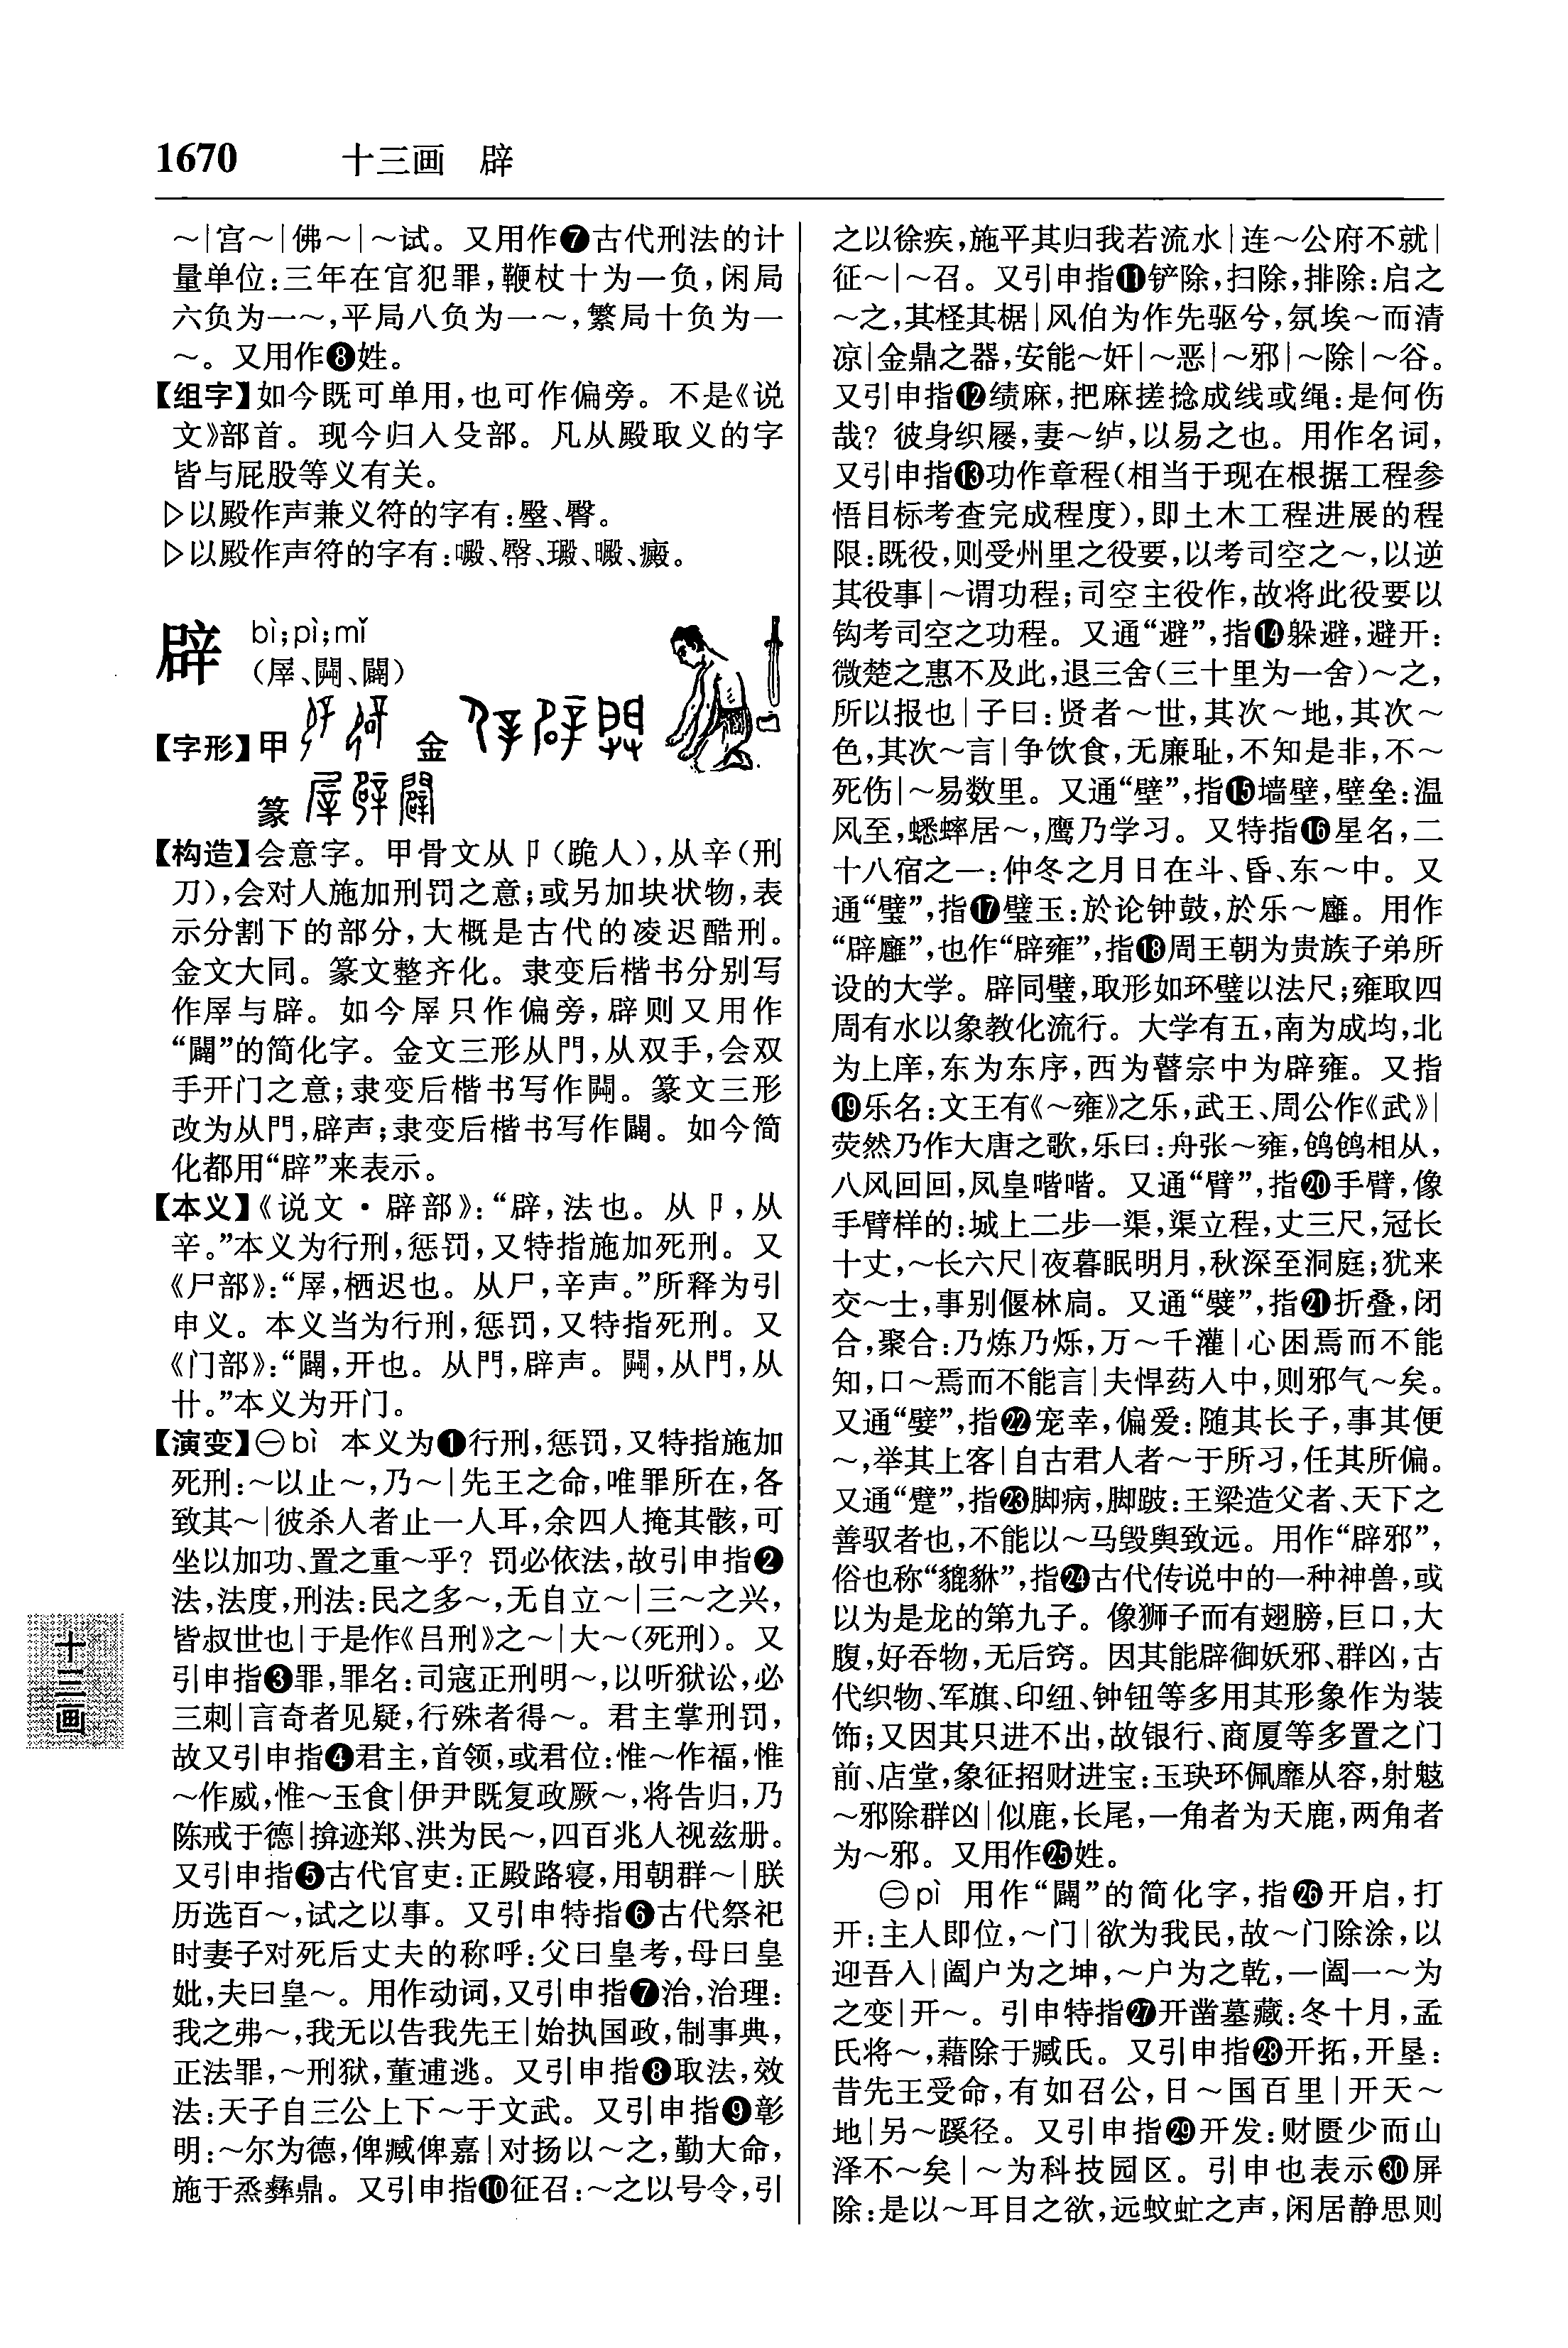 1670 十三画 辟
～|宫～|佛～|～试。又用作❼古代刑法的计
量单位:三年在官犯罪,鞭杖十为一负,闲局
六负为一～,平局八负为一～,繁局十负为一
～。又用作❽姓。
【组字】如今既可单用,也可作偏旁。不是《说
文》部首。现今归入殳部。凡从殿取义的字
皆与屁股等义有关。
▷以殿作声兼义符的字有:壂、臀。
▷以殿作声符的字有:噘、幦、瑖、暥、癜。
辟 bì;pì;mǐ
(屖、闢、闢)
【字形】甲 金
篆
【构造】会意字。甲骨文从卩(跪人),从辛(刑
刀),会对人施加刑罚之意;或另加块状物,表
示分割下的部分,大概是古代的凌迟酷刑。
金文大同。篆文整齐化。隶变后楷书分别写
作屖与辟。如今屖只作偏旁,辟则又用作
“闢”的简化字。金文三形从門,从双手,会双
手开门之意;隶变后楷书写作𨳡。篆文三形
改为从門,辟声;隶变后楷书写作闢。如今简
化都用“辟”来表示。
【本义】《说文·辟部》:“辟,法也。从卩,从
辛。”本义为行刑,惩罚,又特指施加死刑。又
《尸部》:“屖,栖迟也。从尸,辛声。”所释为引
申义。本义当为行刑,惩罚,又特指死刑。又
《门部》:“闢,开也。从門,辟声。𨳡,从門,从
廾。”本义为开门。
【演变】㊀bì 本义为❶行刑,惩罚,又特指施加
死刑:～以止～,乃～|先王之命,唯罪所在,各
致其～|彼杀人者止一人耳,余四人掩其骸,可
坐以加功、置之重～乎? 罚必依法,故引申指❷
法,法度,刑法:民之多～,无自立～|三～之兴,
皆叔世也|于是作《吕刑》之～|大～(死刑)。又
引申指❸罪,罪名:司寇正刑明～,以听狱讼,必
三刺|言奇者见疑,行殊者得～。君主掌刑罚,
故又引申指❹君主,首领,或君位:惟～作福,惟
～作威,惟～玉食|伊尹既复政厥～,将告归,乃
陈戒于德|揜迹郑、洪为民～,四百兆人视兹册。
又引申指❺古代官吏:正殿路寝,用朝群～|朕
历选百～,试之以事。又引申特指❻古代祭祀
时妻子对死后丈夫的称呼:父曰皇考,母曰皇
妣,夫曰皇～。用作动词,又引申指❼治,治理:
我之弗～,我无以告我先王|始执国政,制事典,
正法罪,～刑狱,董逋逃。又引申指❽取法,效
法:天子自三公上下～于文武。又引申指❾彰
明:～尔为德,俾臧俾嘉|对扬以～之,勤大命,
施于烝彝鼎。又引申指❿征召:～之以号令,引
之以徐疾,施平其归我若流水|连～公府不就|
征～|～召。又引申指⓫铲除,扫除,排除:启之
～之,其柽其椐|风伯为作先驱兮,氛埃～而清
凉|金鼎之器,安能～奸|～恶|～邪|～除|～谷。
又引申指⓬绩麻,把麻搓捻成线或绳:是何伤
哉? 彼身织屦,妻～纑,以易之也。用作名词,
又引申指⓭功作章程(相当于现在根据工程参
悟目标考查完成程度),即土木工程进展的程
限:既役,则受州里之役要,以考司空之～,以逆
其役事|～谓功程;司空主役作,故将此役要以
钩考司空之功程。又通“避”,指⓮躲避,避开:
微楚之惠不及此,退三舍(三十里为一舍)～之,
所以报也|子曰:贤者～世,其次～地,其次～
色,其次～言|争饮食,无廉耻,不知是非,不～
死伤|～易数里。又通“壁”,指⓯墙壁,壁垒:温
风至,蟋蟀居～,鹰乃学习。又特指⓰星名,二
十八宿之一:仲冬之月日在斗、昏、东～中。又
通“璧”,指⓱璧玉:於论钟鼓,於乐～廱。用作
“辟廱”,也作“辟雍”,指⓲周王朝为贵族子弟所
设的大学。辟同璧,取形如环璧以法尺;雍取四
周有水以象教化流行。大学有五,南为成均,北
为上庠,东为东序,西为瞽宗中为辟雍。又指
⓳乐名:文王有《～雍》之乐,武王、周公作《武》|
荧然乃作大唐之歌,乐曰:舟张～雍,鸧鸧相从,
八风回回,凤皇喈喈。又通“臂”,指⓴手臂,像
手臂样的:城上二步一渠,渠立程,丈三尺,冠长
十丈,～长六尺|夜暮眠明月,秋深至洞庭;犹来
交～士,事别偃林扃。又通“襞”,指㉑折叠,闭
合,聚合:乃炼乃烁,万～千灌|心困焉而不能
知,口～焉而不能言|夫悍药入中,则邪气～矣。
又通“嬖”,指㉒宠幸,偏爱:随其长子,事其便
～,举其上客|自古君人者～于所习,任其所偏。
又通“躄”,指㉓脚病,脚跛:王梁造父者、天下之
善驭者也,不能以～马毁舆致远。用作“辟邪”,
俗也称“貔貅”,指㉔古代传说中的一种神兽,或
以为是龙的第九子。像狮子而有翅膀,巨口,大
腹,好吞物,无后窍。因其能辟御妖邪、群凶,古
代织物、军旗、印纽、钟钮等多用其形象作为装
饰;又因其只进不出,故银行、商厦等多置之门
前、店堂,象征招财进宝:玉玦环佩靡从容,射魃
～邪除群凶|似鹿,长尾,一角者为天鹿,两角者
为～邪。又用作㉕姓。
㊁pì 用作“闢”的简化字,指㉖开启,打
开:主人即位,～门|欲为我民,故～门除涂,以
迎吾入|阖户为之坤,～户为之乾,一阖一～为
之变|开～。引申特指㉗开凿墓藏:冬十月,孟
氏将～,藉除于臧氏。又引申指㉘开拓,开垦:
昔先王受命,有如召公,日～国百里|开天～
地|另～蹊径。又引申指㉙开发:财匮少而山
泽不～矣|～为科技园区。引申也表示㉚屏
除:是以～耳目之欲,远蚊虻之声,闲居静思则
十三画